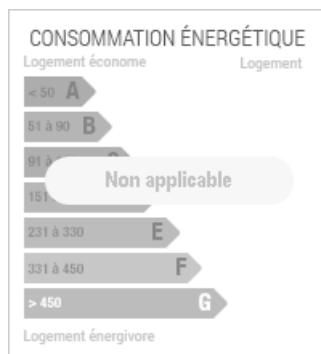 CONSOMMATION ÉNERGÉTIQUE
Logement économe Logement
< 50 A
51 à 90 B
91 à
Non applicable
151
231 à 330 E
331 à 450 F
> 450 G
Logement énergivore